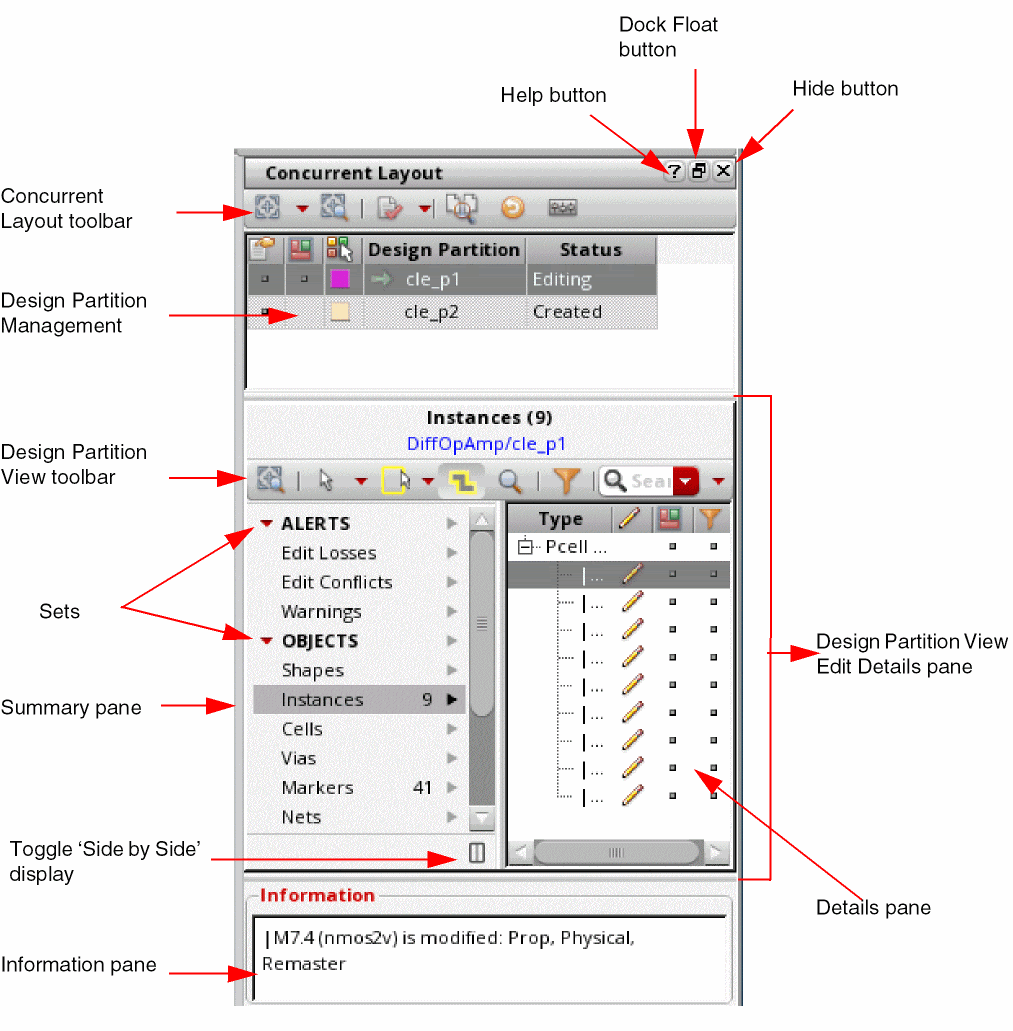 Dock Float
button
Help button
Hide button
Concurrent Layout
Concurrent
Layout toolbar
Design Partition
Status
cle_p1
Editing
Design Partition
Management
cle_p2
Created
Instances (9)
DiffOpAmp/cle_p1
Design Partition
View toolbar
Sear
ALERTS
Type
Edit Losses
Pcell ...
Edit Conflicts
| ...
Warnings
| ...
Sets
OBJECTS
| ...
Shapes
| ...
Design Partition View
Edit Details pane
Summary pane
Instances 9
| ...
Cells
| ...
Vias
| ...
Markers 41
| ...
Nets
| ...
Toggle ‘Side by Side’
display
Details pane
Information
|M7.4 (nmos2v) is modified: Prop, Physical,
Remaster
Information pane